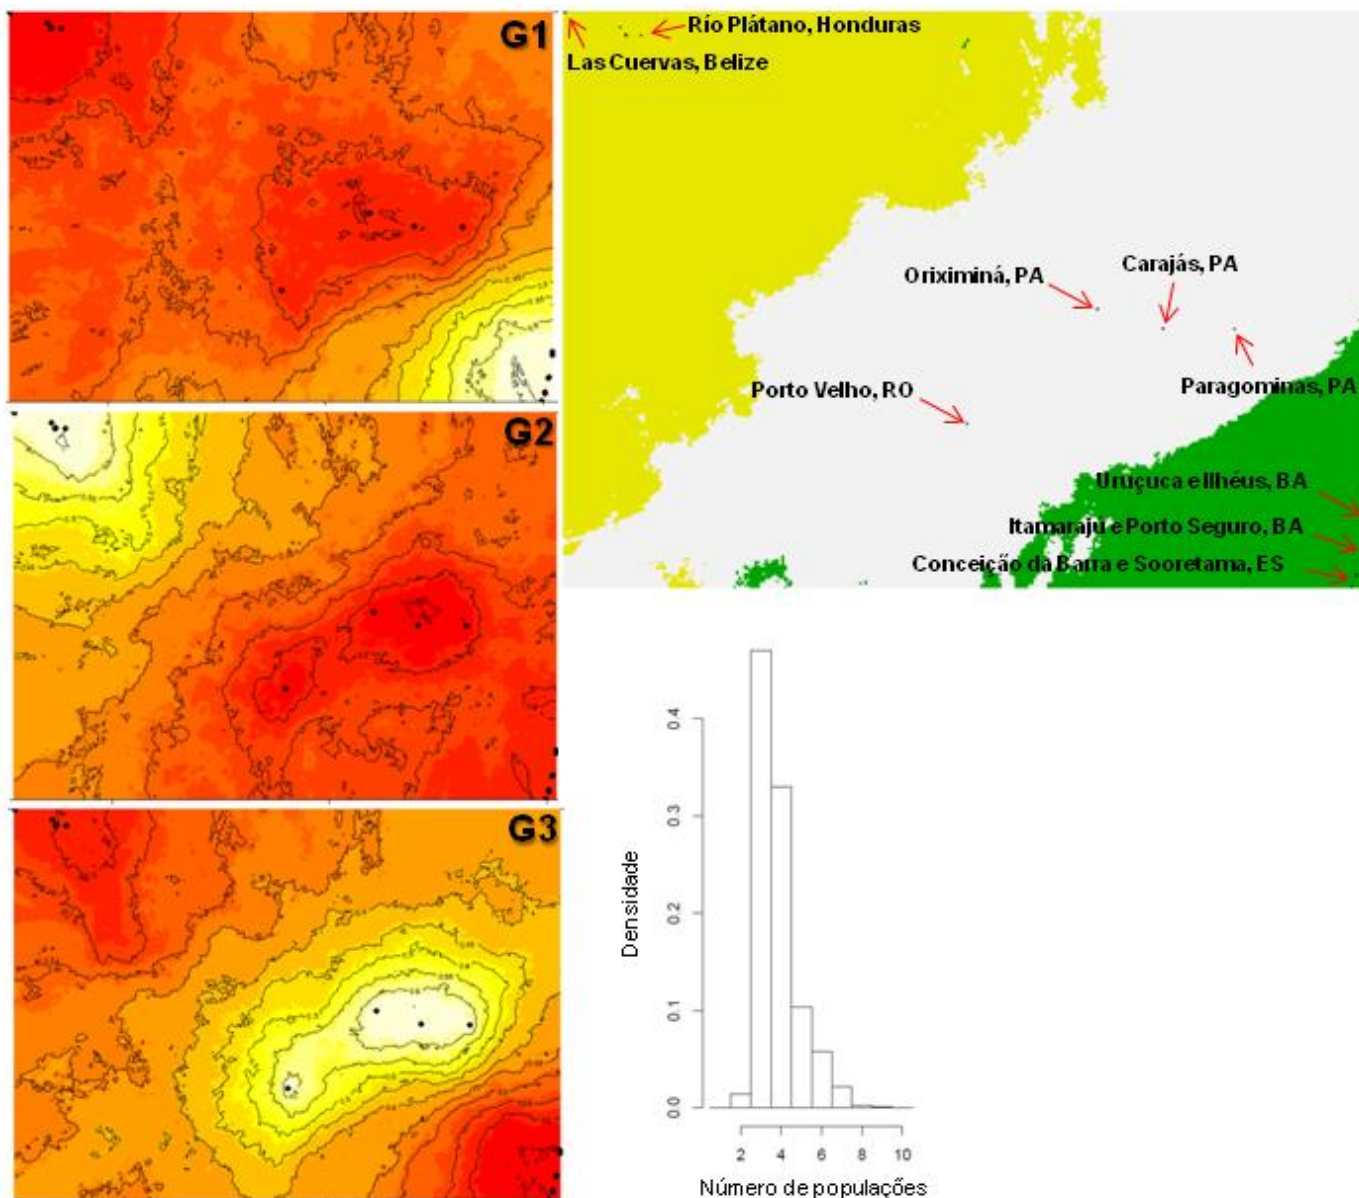 G1
Río Plátano, Honduras
Las Cuervas, Belize
Oriximiná, PA
Carajás, PA
Porto Velho, RO
Paragominas, PA
Uruçuca e Ilhéus, BA
Itamaraju e Porto Seguro, BA
Conceição da Barra e Sooretama, ES
G2
G3
Densidade
0.4
0.3
0.2
0.1
0.0
2 4 6 8 10
Número de populações